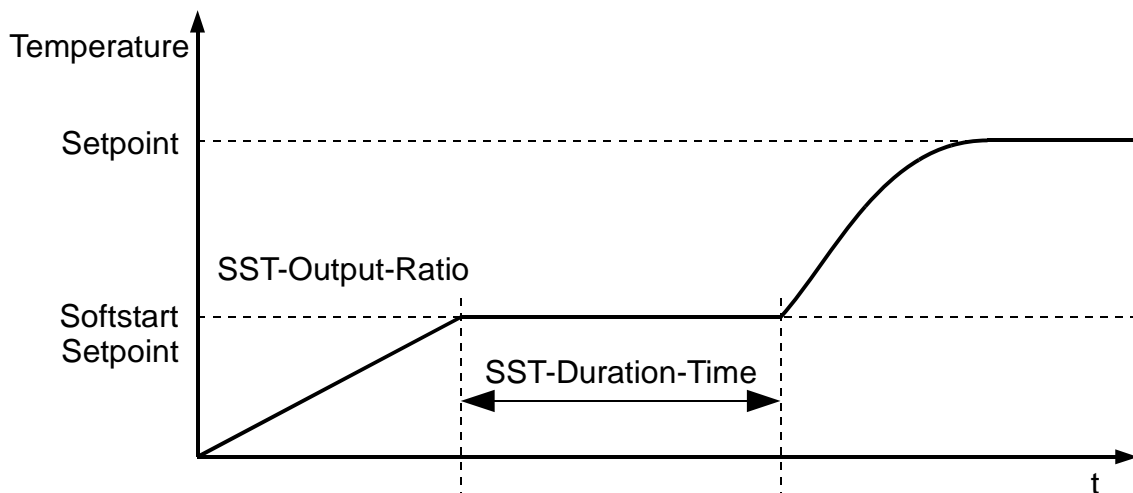 Temperature
Setpoint
SST-Output-Ratio
Softstart
Setpoint
SST-Duration-Time
t